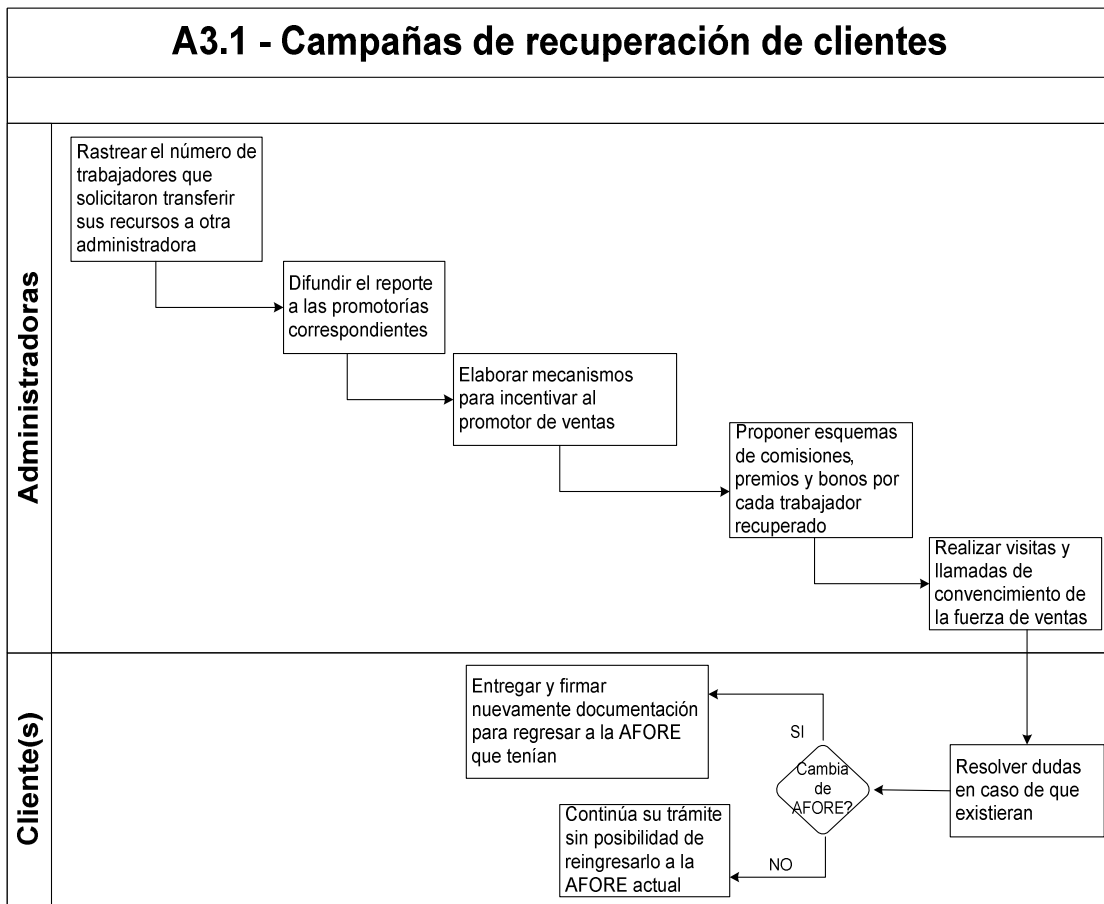 A3.1 - Campañas de recuperación de clientes
Administradoras
Rastrear el número de
trabajadores que
solicitaron transferir
sus recursos a otra
administradora
Difundir el reporte
a las promotorías
correspondientes
Elaborar mecanismos
para incentivar al
promotor de ventas
Proponer esquemas
de comisiones,
premios y bonos por
cada trabajador
recuperado
Realizar visitas y
llamadas de
convencimiento de
la fuerza de ventas
Cliente(s)
Resolver dudas
en caso de que
existieran
Cambia
de
AFORE?
SI
Entregar y firmar
nuevamente documentación
para regresar a la AFORE
que tenían
NO
Continúa su trámite
sin posibilidad de
reingresarlo a la
AFORE actual